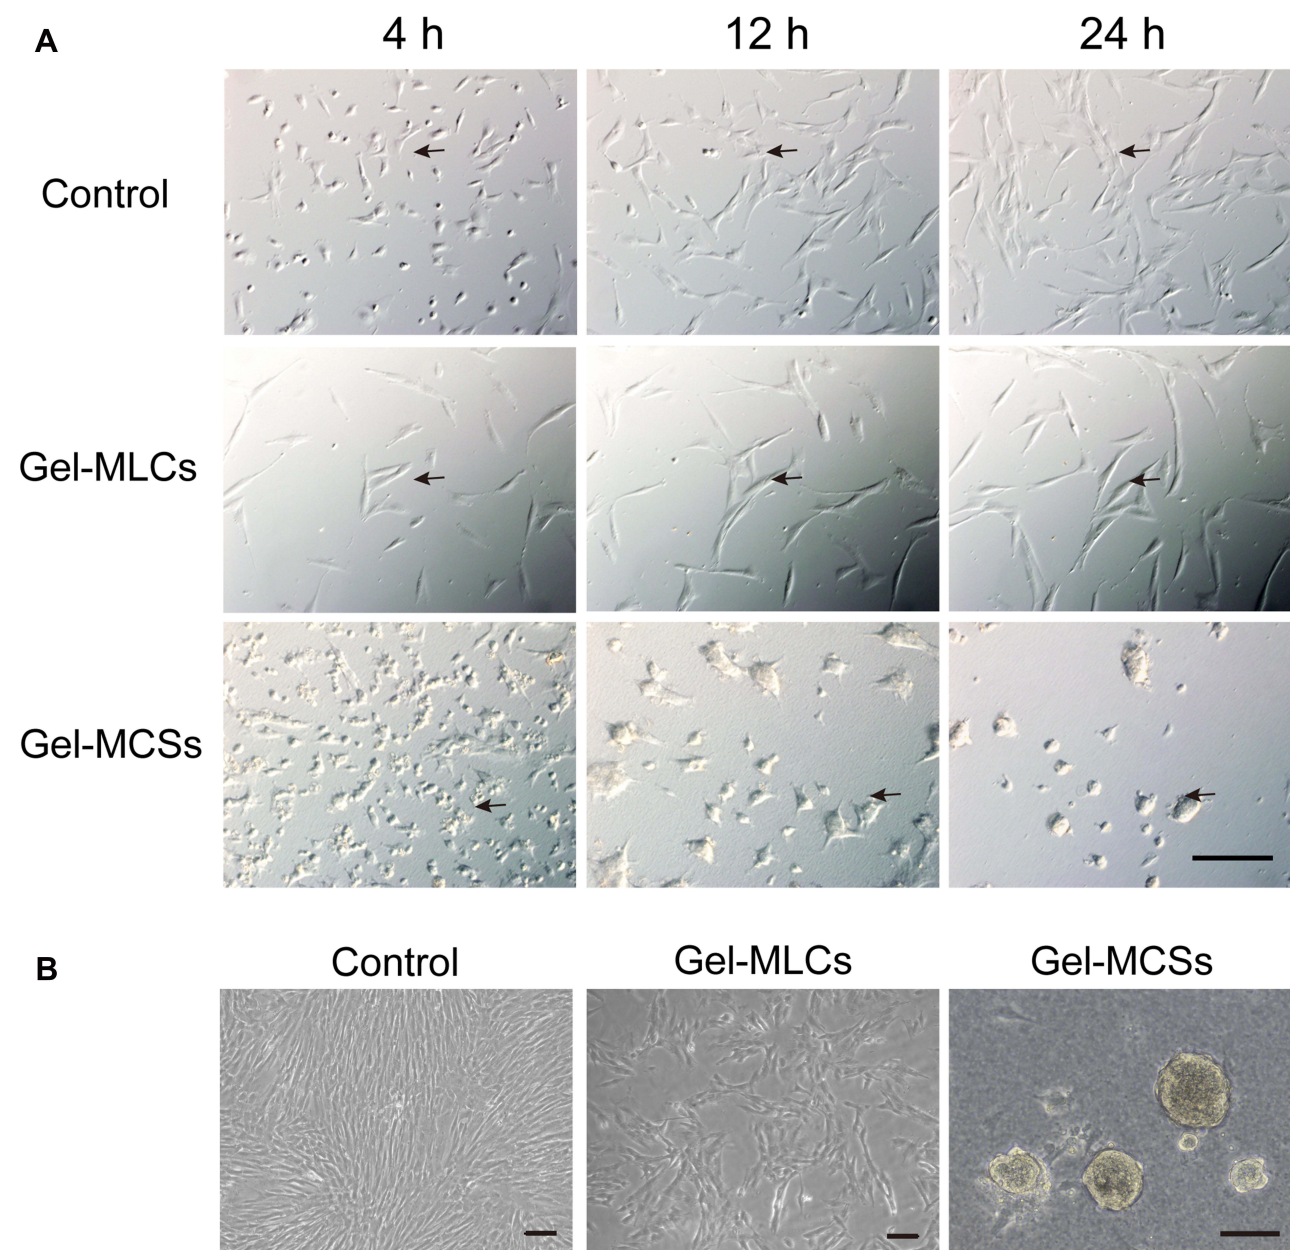 A
4 h 12 h 24 h
Control
Gel-MLCs
Gel-MCSs
B
Control Gel-MLCs Gel-MCSs